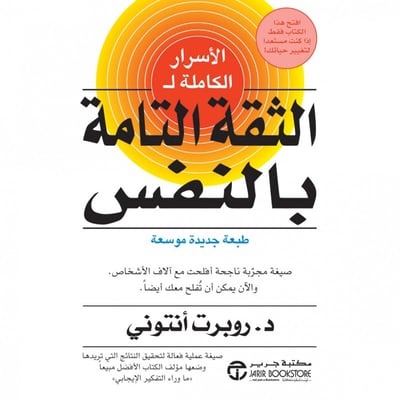 افتح هذا
الكتاب فقط
إذا كنت مستعدا
لتغيير حياتك!
الأسرار
الكاملة لـ
الثقة التامة
بالنفس
طبعة جديدة موسعة
صيغة مجرّبة ناجحة أفلحت مع آلاف الأشخاص.
والآن يمكن أن تُفلح معك أيضاً.
د. روبرت أنتوني
صيغة عملية فعالة لتحقيق النتائج التي تريدها
وضعها مؤلف الكتاب الأفضل مبيعاً
«ما وراء التفكير الإيجابي»
مكتبة جرير
JARIR BOOKSTORE